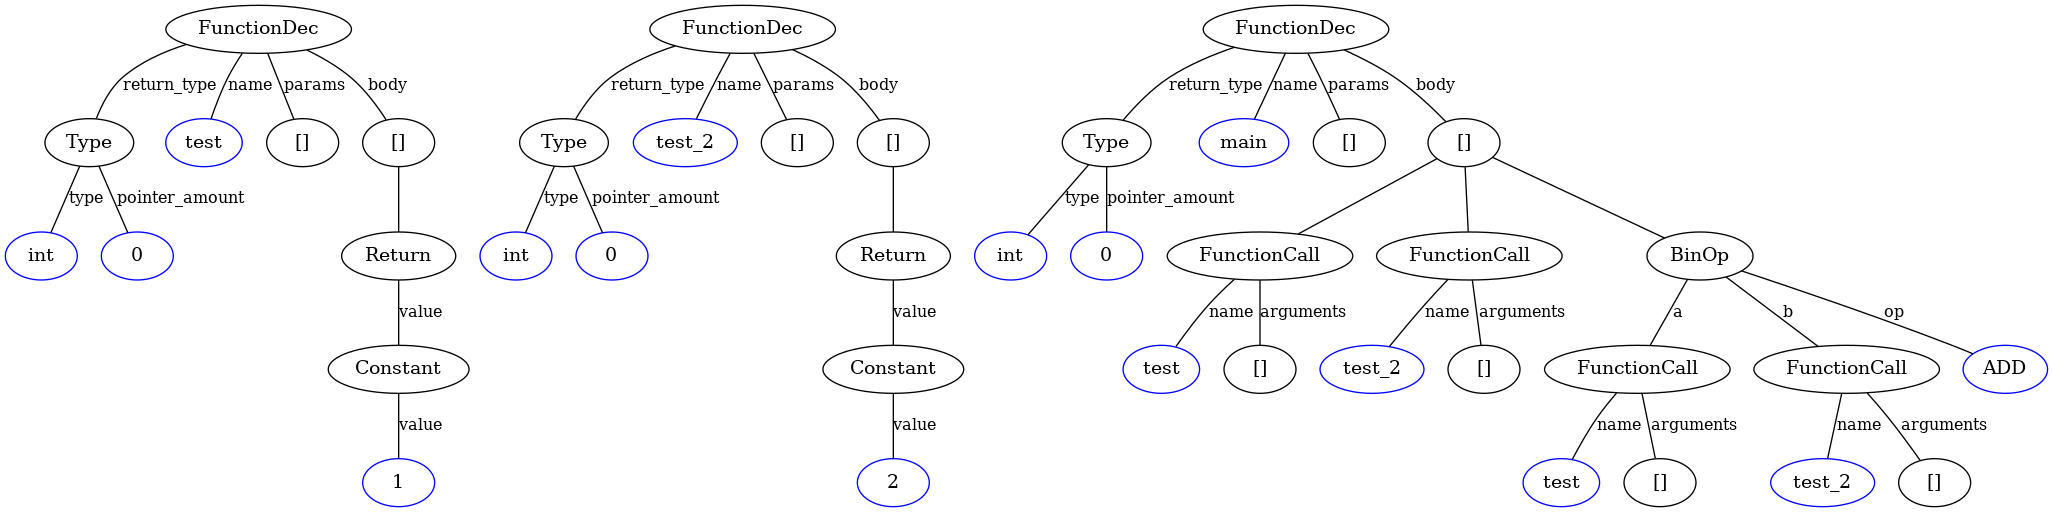 FunctionDec FunctionDec FunctionDec
return_type name params body return_type name params body return_type name params body
Type test [] [] Type test_2 [] [] Type main [] []
type pointer_amount type pointer_amount type pointer_amount
int 0 Return int 0 Return int 0 FunctionCall FunctionCall BinOp
value value name arguments name arguments a b op
Constant Constant test [] test_2 [] FunctionCall FunctionCall ADD
value value name arguments name arguments
1 2 test [] test_2 []